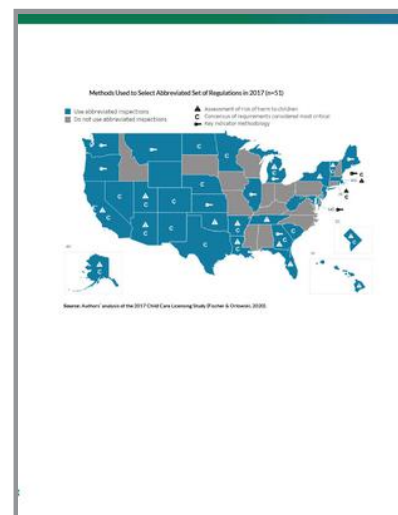 Methods Used to Select Abbreviated Set of Regulations in 2017 (n=51)
Use abbreviated inspections
Do not use abbreviated inspections
Assessment of risk of harm to children
Consensus of requirements considered most critical
Key indicator methodology
Source: Authors' analysis of the 2017 Child Care Licensing Study (Fischer & Orlowski, 2020).